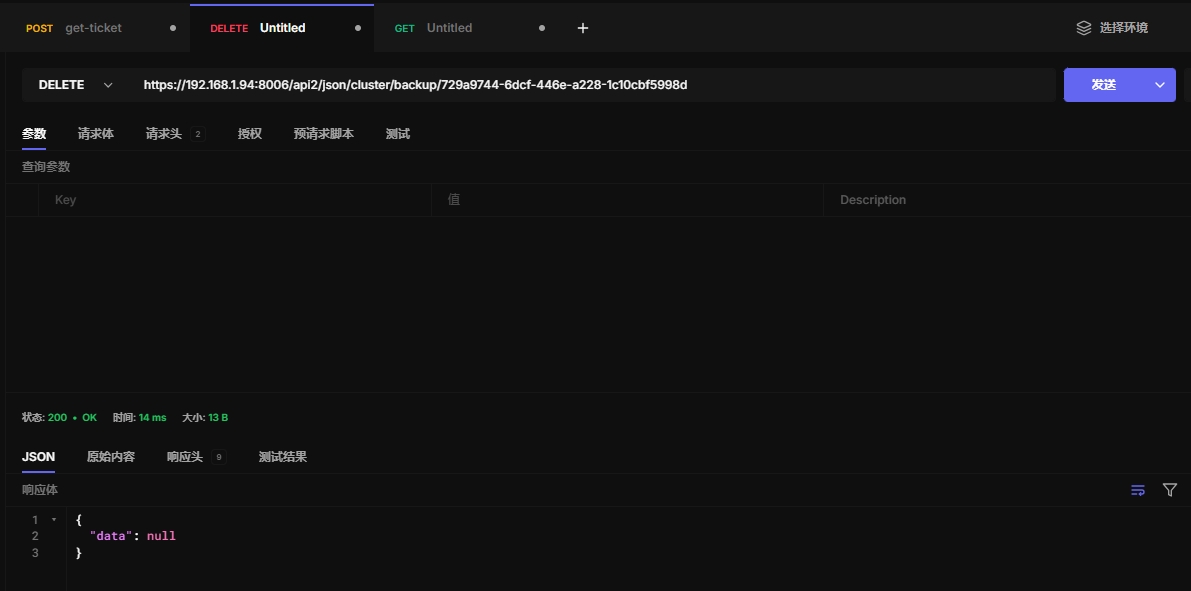 POST get-ticket DELETE Untitled GET Untitled + 选择环境
DELETE https://192.168.1.94:8006/api2/json/cluster/backup/729a9744-6dcf-446e-a228-1c10cbf5998d 发送
参数 请求体 请求头 2 授权 预请求脚本 测试
查询参数
Key 值 Description
状态: 200 • OK 时间: 14 ms 大小: 13 B
JSON 原始内容 响应头 9 测试结果
响应体
1 {
2 "data": null
3 }